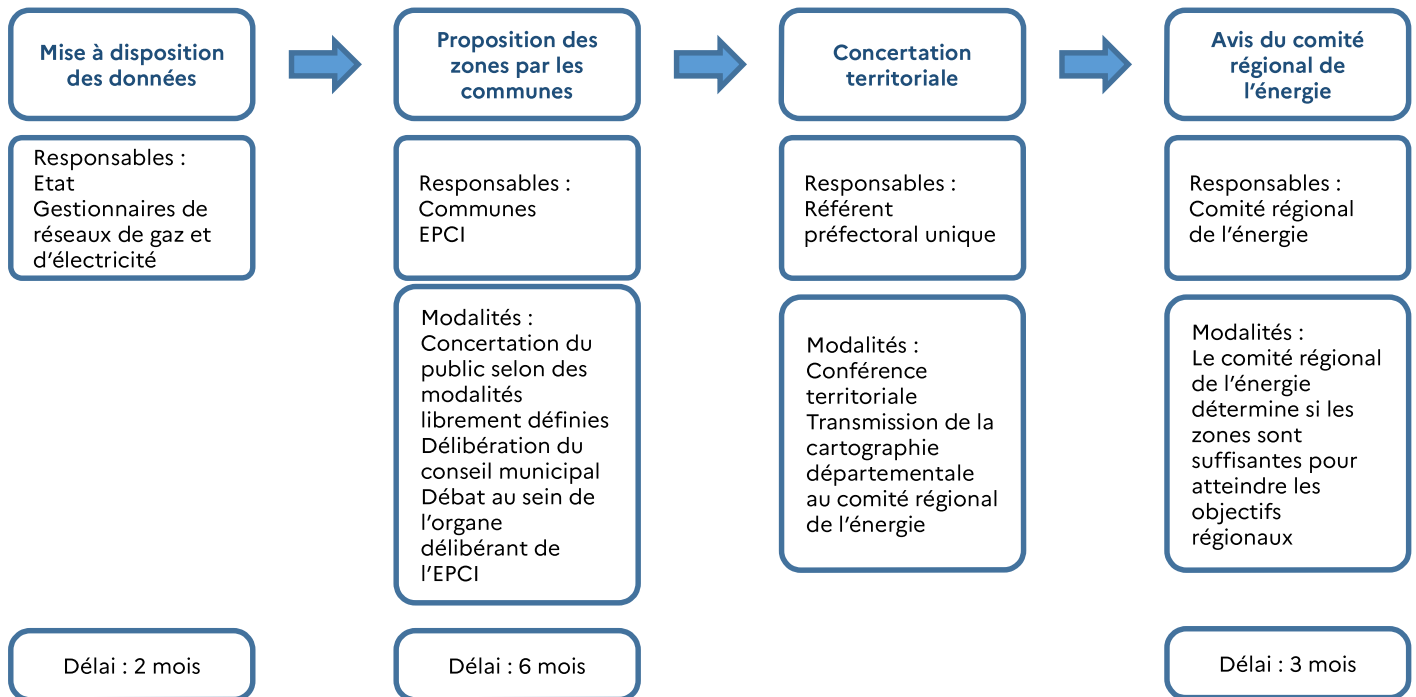 Mise à disposition
des données
Proposition des
zones par les
communes
Concertation
territoriale
Avis du comité
régional de
l'énergie
Responsables :
Etat
Gestionnaires de
réseaux de gaz et
d'électricité
Responsables :
Communes
EPCI
Responsables :
Référent
préfectoral unique
Responsables :
Comité régional
de l'énergie
Modalités :
Concertation du
public selon des
modalités
librement définies
Délibération du
conseil municipal
Débat au sein de
l'organe
délibérant de
l'EPCI
Modalités :
Conférence
territoriale
Transmission de la
cartographie
départementale
au comité régional
de l'énergie
Modalités :
Le comité régional
de l'énergie
détermine si les
zones sont
suffisantes pour
atteindre les
objectifs
régionaux
Délai : 2 mois
Délai : 6 mois
Délai : 3 mois